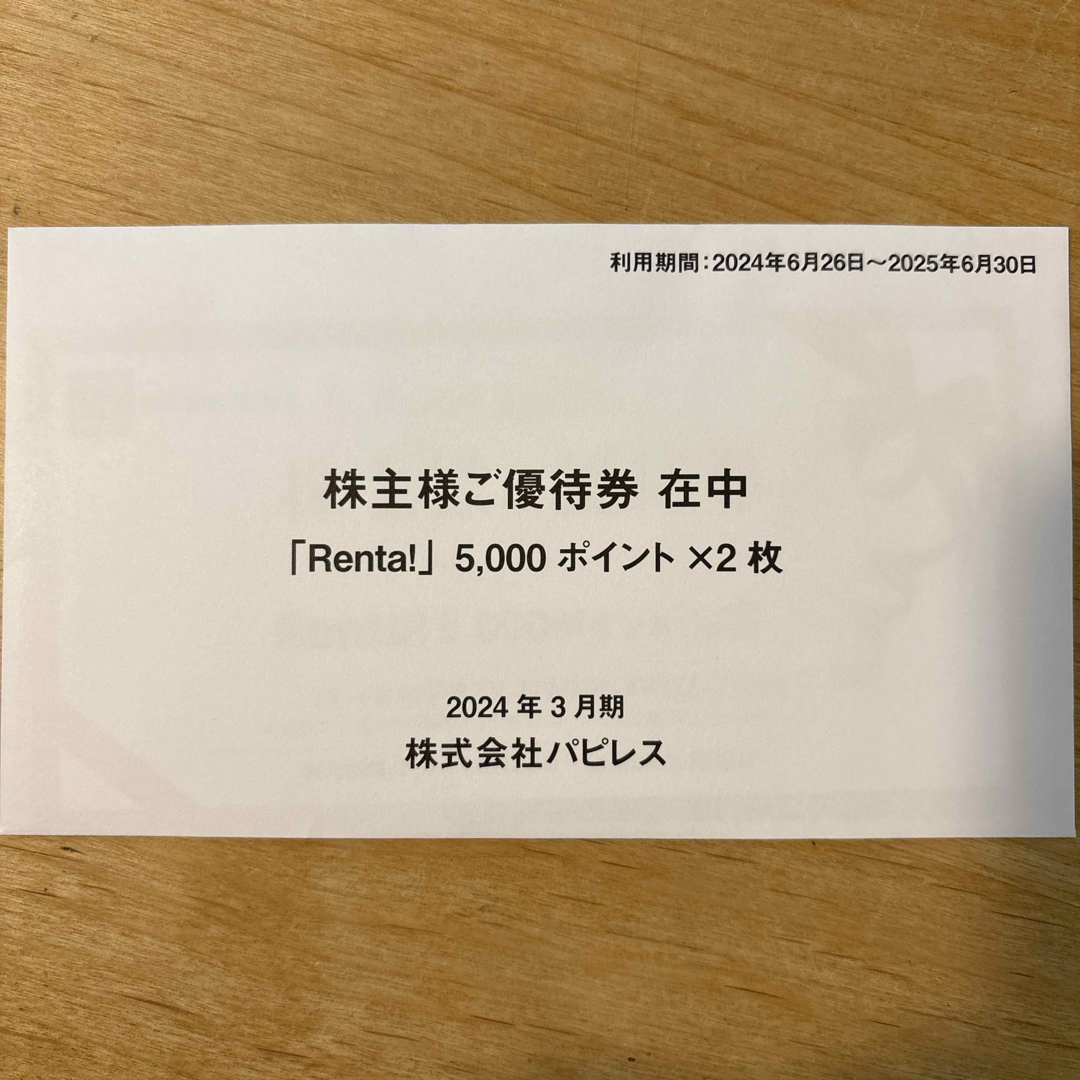 利用期間：2024年6月26日～2025年6月30日
株主様ご優待券 在中
「Renta!」 5,000 ポイント ×2 枚
2024 年 3 月期
株式会社パピレス